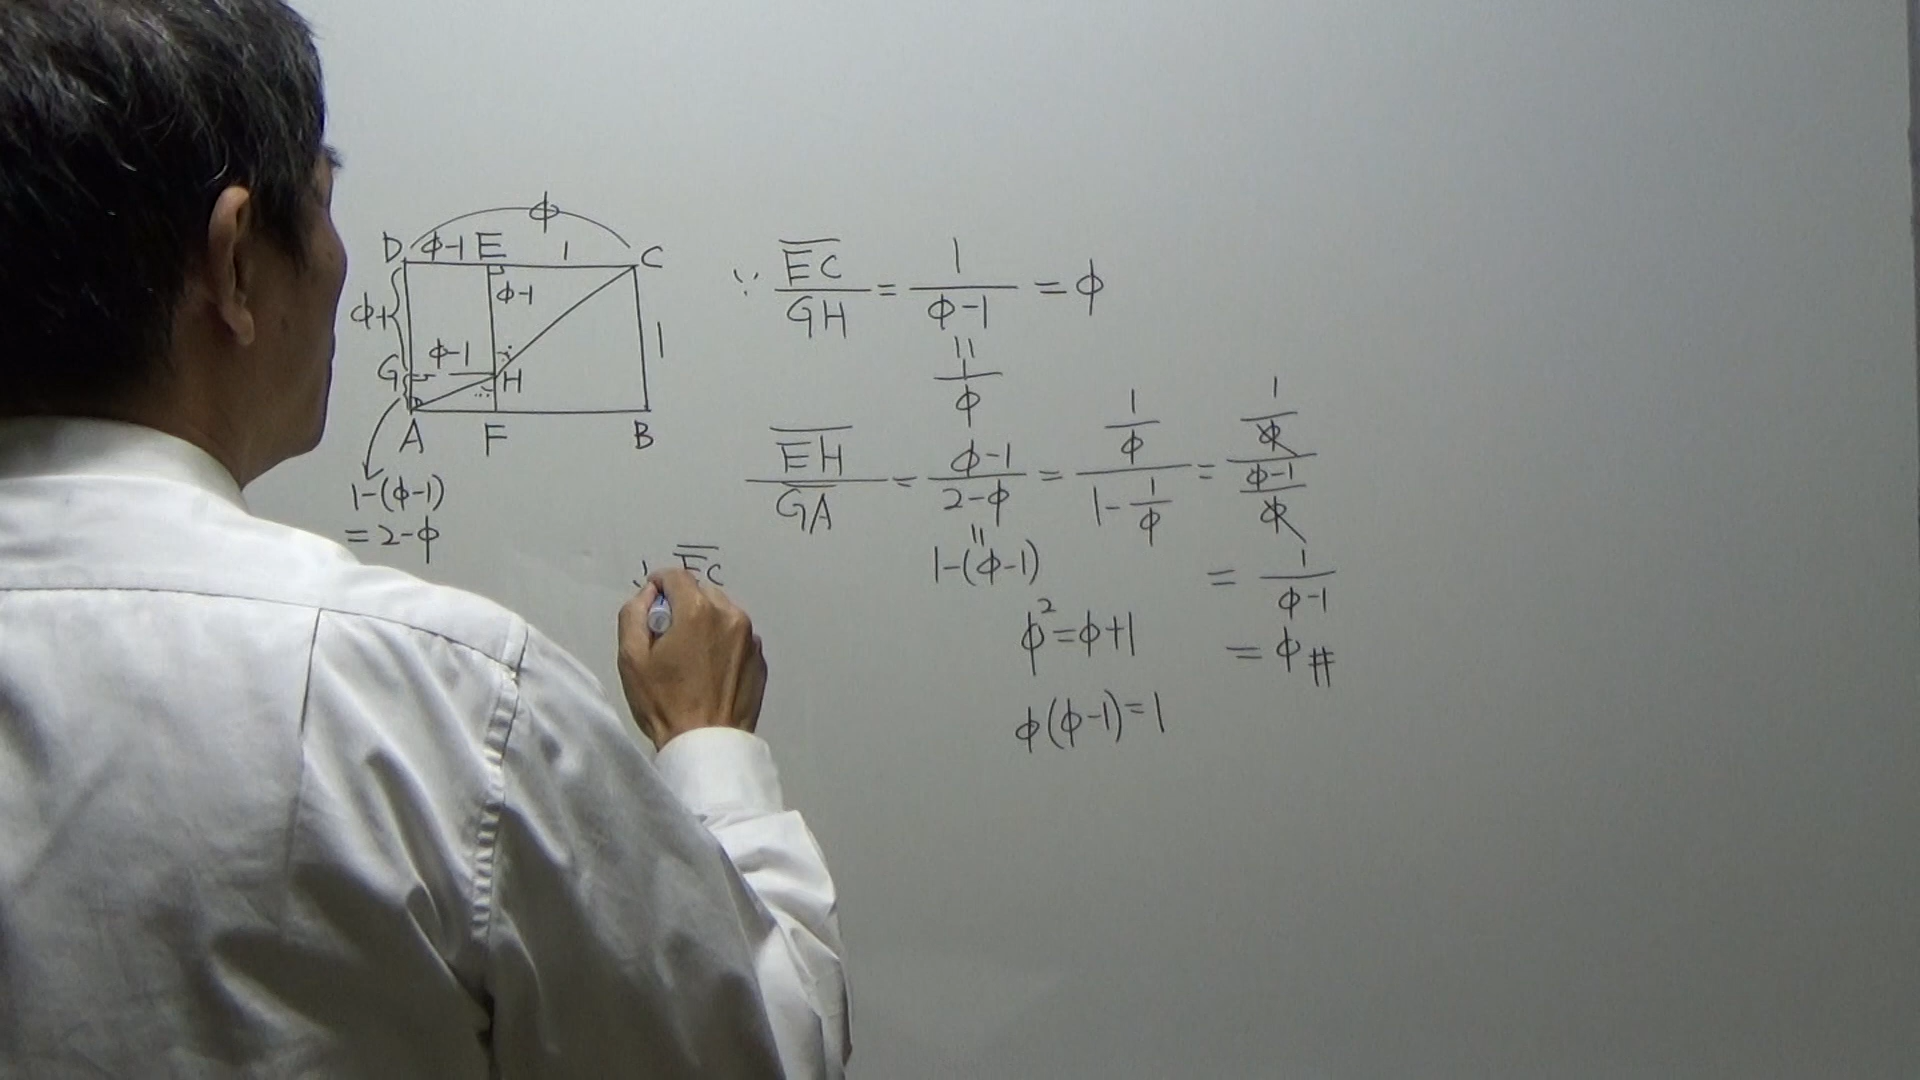 ϕ
D ϕ-1 E 1 C
ϕ-1
ϕ-1 1
G ϕ-1 H
A F B
1-(ϕ-1)
=2-ϕ
∵ EC/GH = 1/(ϕ-1) = ϕ
=
1/ϕ
EH/GA = (ϕ-1)/(2-ϕ) = (1/ϕ)/(1-1/ϕ) = (1/ϕ)/((ϕ-1)/ϕ)
=
1-(ϕ-1)
= 1/(ϕ-1)
= ϕ #
ϕ²=ϕ+1
ϕ(ϕ-1)=1
EC